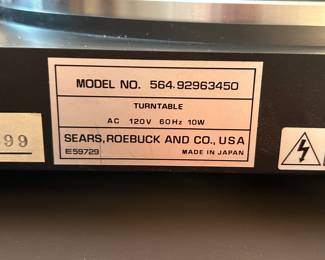 MODEL NO. 564.92963450
TURNTABLE
AC 120V 60Hz 10W
SEARS, ROEBUCK AND CO., USA
E59729 MADE IN JAPAN
99